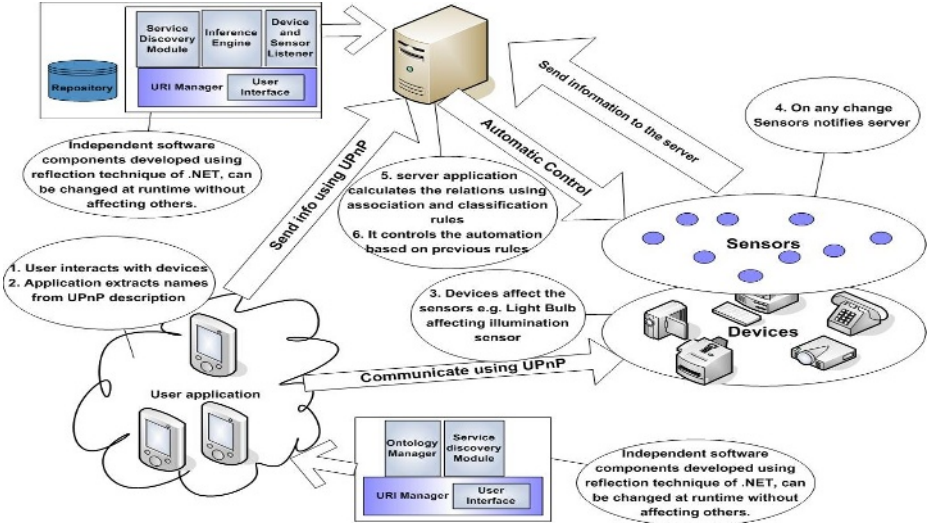 Service
Discovery
Module
Inference
Engine
Device
and
Sensor
Listener
Repository
URI Manager
User
Interface
Independent software
components developed using
reflection technique of .NET, can
be changed at runtime without
affecting others.
Send info using UPnP
Automatic Control
Send information to the server
4. On any change
Sensors notifies server
5. server application
calculates the relations using
association and classification
rules
6. It controls the automation
based on previous rules
Sensors
1. User interacts with devices
2. Application extracts names
from UPnP description
3. Devices affect the
sensors e.g. Light Bulb
affecting illumination
sensor
Devices
Communicate using UPnP
User application
Ontology
Manager
Service
discovery
Module
URI Manager
User
Interface
Independent software
components developed using
reflection technique of .NET, can
be changed at runtime without
affecting others.